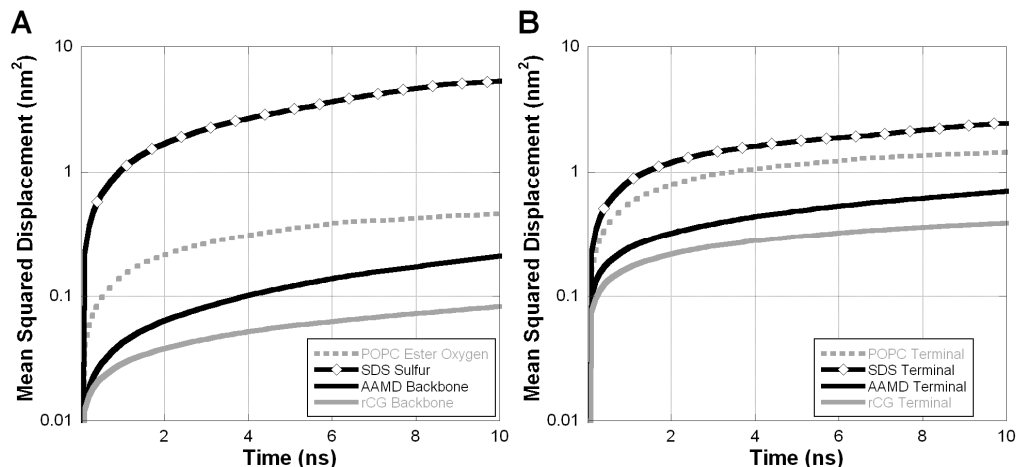 A
Mean Squared Displacement (nm²)
10
1
0.1
0.01
2
4
6
8
10
Time (ns)
POPC Ester Oxygen
SDS Sulfur
AAMD Backbone
rCG Backbone
B
Mean Squared Displacement (nm²)
10
1
0.1
0.01
2
4
6
8
10
Time (ns)
POPC Terminal
SDS Terminal
AAMD Terminal
rCG Terminal